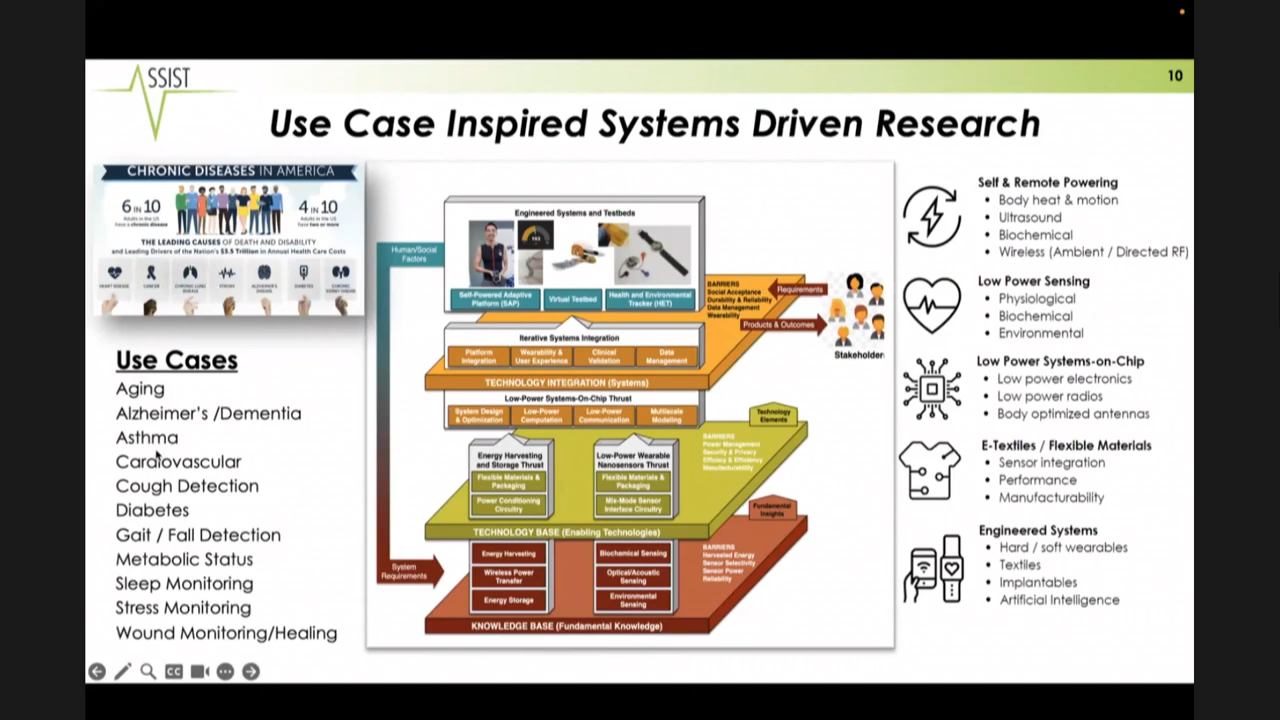 SSIST
10
Use Case Inspired Systems Driven Research
CHRONIC DISEASES IN AMERICA
6 IN 10
Adults in the US
have a chronic disease
4 IN 10
Adults in the US
have two or more
THE LEADING CAUSES OF DEATH AND DISABILITY
and Leading Drivers of the Nation's $3.5 Trillion in Annual Health Care Costs
HEART DISEASE
CANCER
CHRONIC LUNG DISEASE
STROKE
ALZHEIMER'S DISEASE
DIABETES
CHRONIC KIDNEY DISEASE
Use Cases
Aging
Alzheimer's /Dementia
Asthma
Cardiovascular
Cough Detection
Diabetes
Gait / Fall Detection
Metabolic Status
Sleep Monitoring
Stress Monitoring
Wound Monitoring/Healing
Engineered Systems and Testbeds
Human/Social
Factors
Self-Powered Adaptive
Platform (SAP)
Virtual Testbed
Health and Environmental
Tracker (HET)
BARRIERS
Social Acceptance
Durability & Reliability
Data Management
Wearability
Requirements
Products & Outcomes
Stakeholder
Iterative Systems Integration
Platform
Integration
Wearability &
User Experience
Clinical
Validation
Data
Management
TECHNOLOGY INTEGRATION (Systems)
Low-Power Systems-On-Chip Thrust
System Design
& Optimization
Low-Power
Computation
Low-Power
Communication
Multiscale
Modeling
Technology
Elements
Energy Harvesting
and Storage Thrust
Flexible Materials &
Packaging
Power Conditioning
Circuitry
Low-Power Wearable
Nanosensors Thrust
Flexible Materials &
Packaging
Mix-Mode Sensor
Interface Circuitry
BARRIERS
Power Management
Security & Privacy
Efficacy & Efficiency
Manufacturability
TECHNOLOGY BASE (Enabling Technologies)
Fundamental
Insights
System
Requirements
Energy Harvesting
Wireless Power
Transfer
Energy Storage
Biochemical Sensing
Optical/Acoustic
Sensing
Environmental
Sensing
BARRIERS
Harvested Energy
Sensor Selectivity
Sensor Power
Reliability
KNOWLEDGE BASE (Fundamental Knowledge)
Self & Remote Powering
• Body heat & motion
• Ultrasound
• Biochemical
• Wireless (Ambient / Directed RF)
Low Power Sensing
• Physiological
• Biochemical
• Environmental
Low Power Systems-on-Chip
• Low power electronics
• Low power radios
• Body optimized antennas
E-Textiles / Flexible Materials
• Sensor integration
• Performance
• Manufacturability
Engineered Systems
• Hard / soft wearables
• Textiles
• Implantables
• Artificial Intelligence
CC